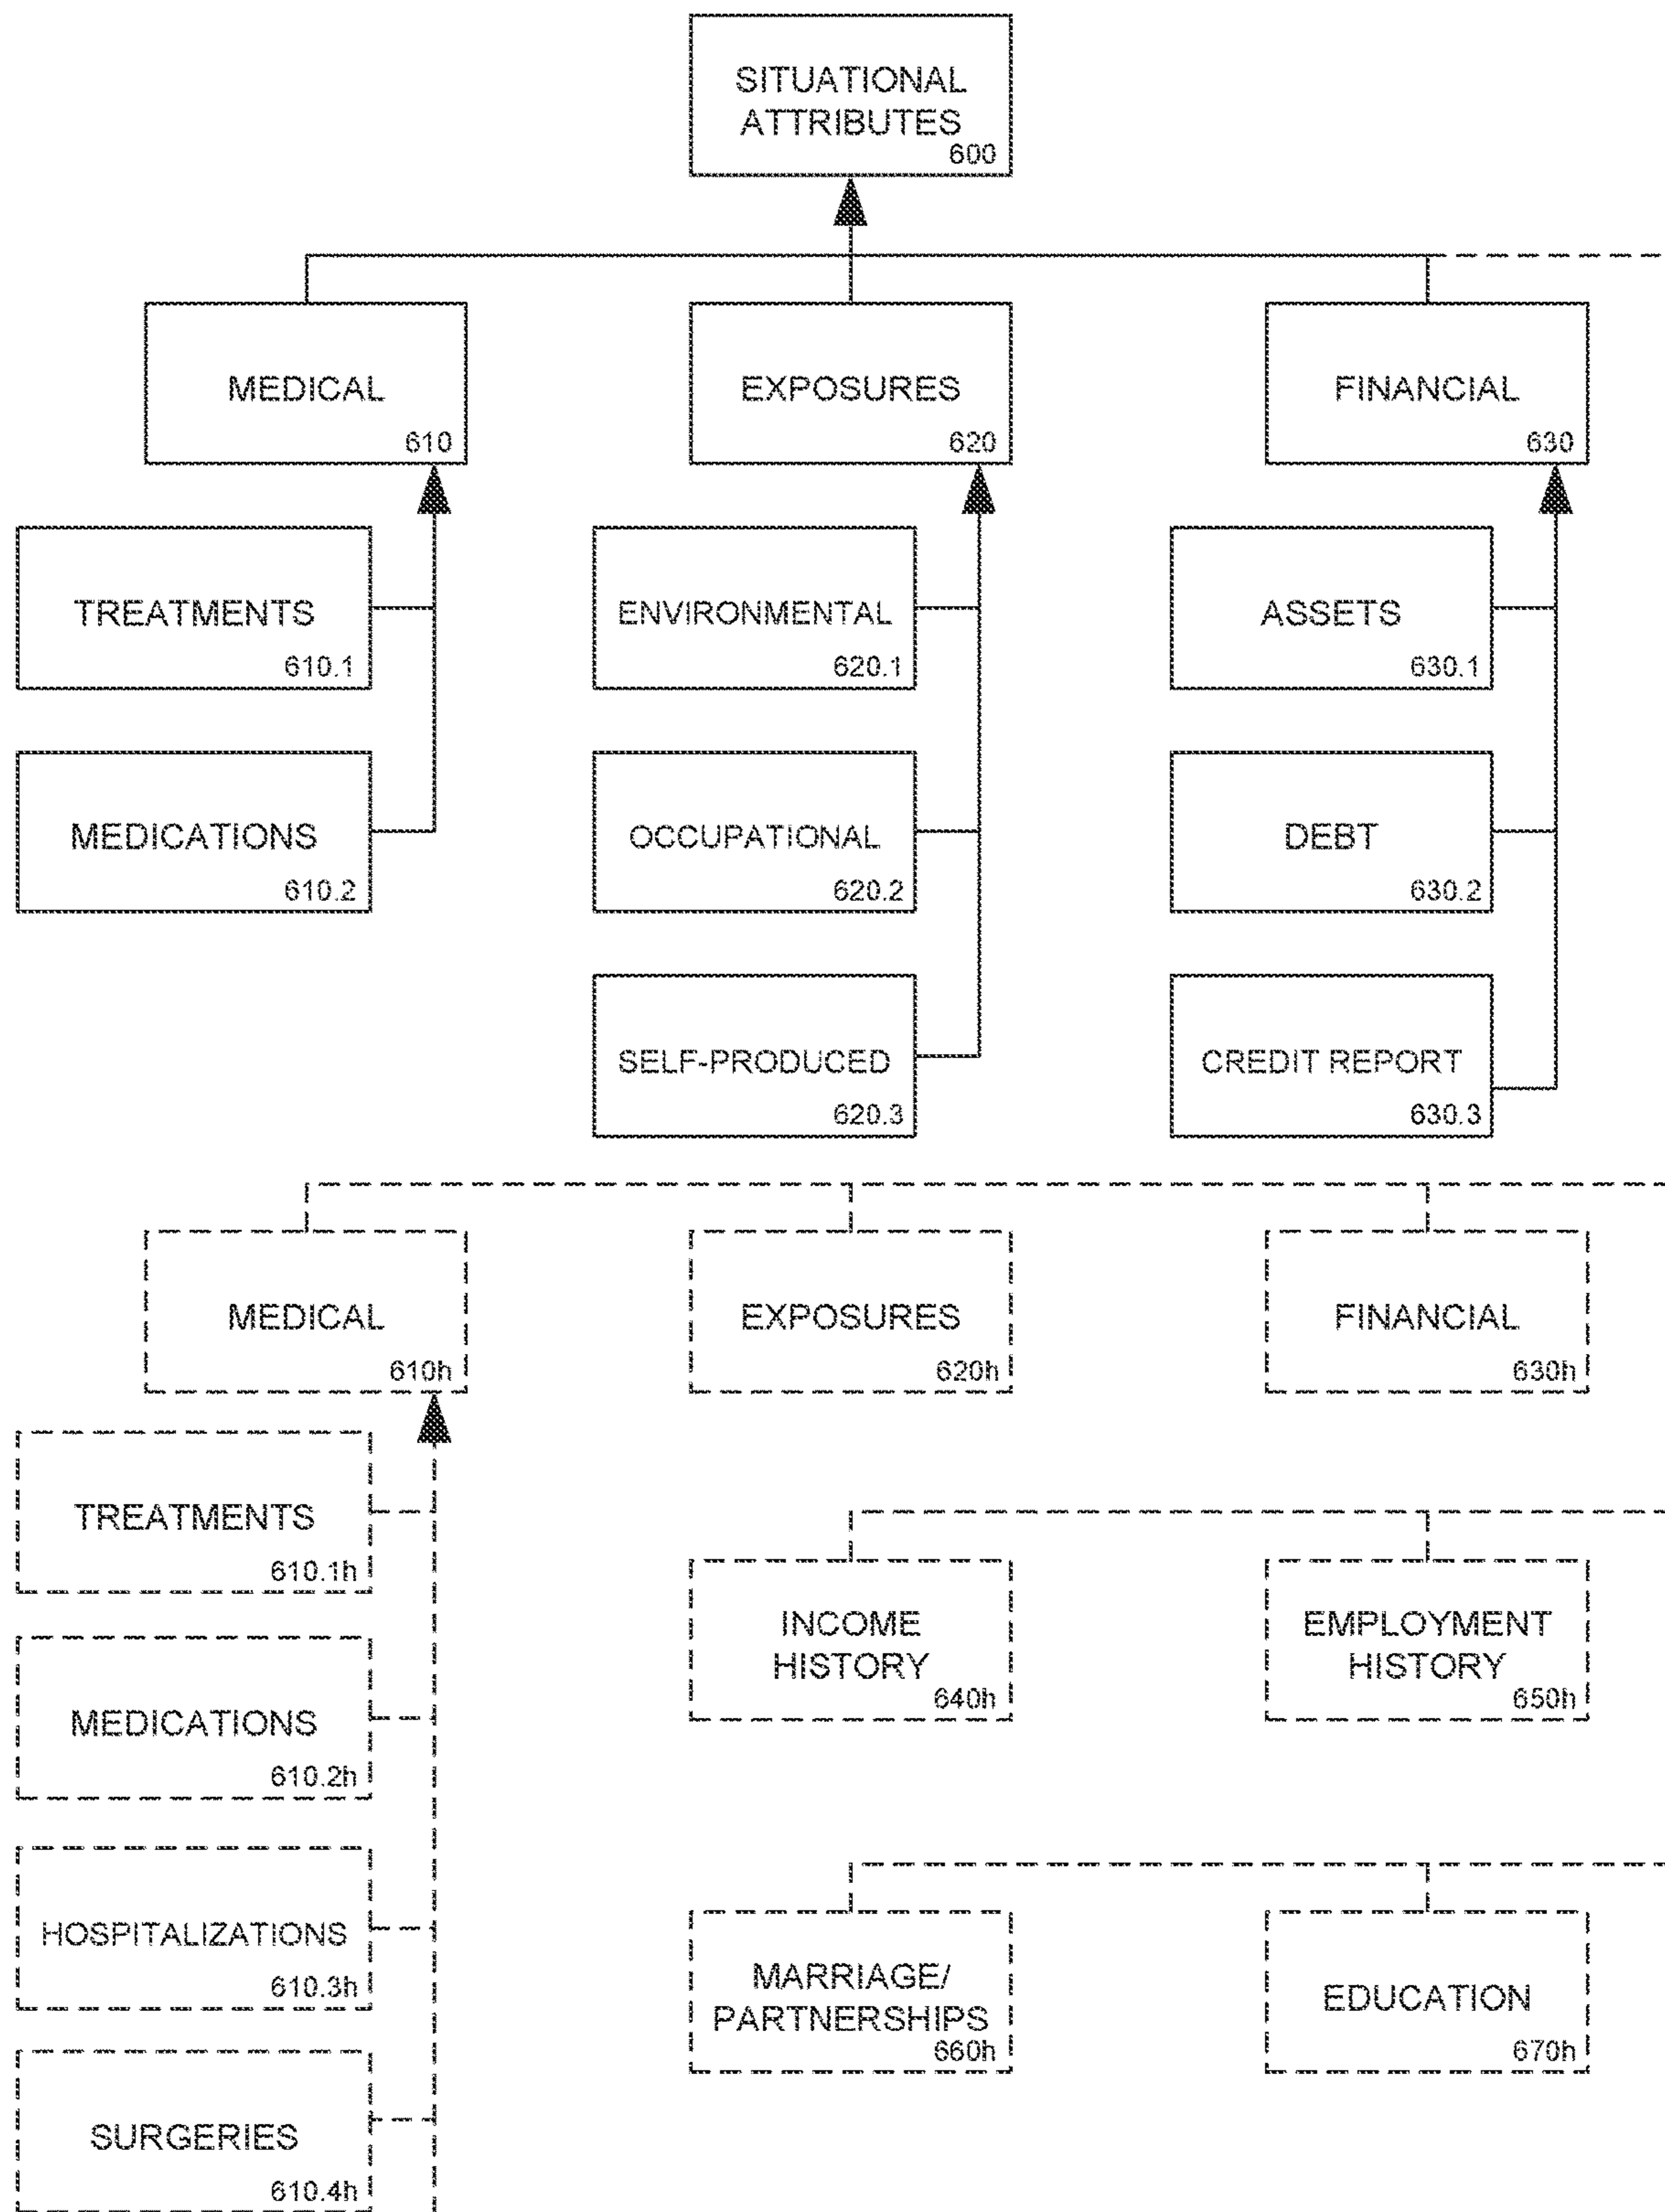 SITUATIONAL
ATTRIBUTES
600
MEDICAL
610
EXPOSURES
620
FINANCIAL
630
TREATMENTS
610.1
ENVIRONMENTAL
620.1
ASSETS
630.1
MEDICATIONS
610.2
OCCUPATIONAL
620.2
DEBT
630.2
SELF-PRODUCED
620.3
CREDIT REPORT
630.3
MEDICAL
610h
EXPOSURES
620h
FINANCIAL
630h
TREATMENTS
610.1h
INCOME
HISTORY
640h
EMPLOYMENT
HISTORY
650h
MEDICATIONS
610.2h
HOSPITALIZATIONS
610.3h
MARRIAGE/
PARTNERSHIPS
660h
EDUCATION
670h
SURGERIES
610.4h